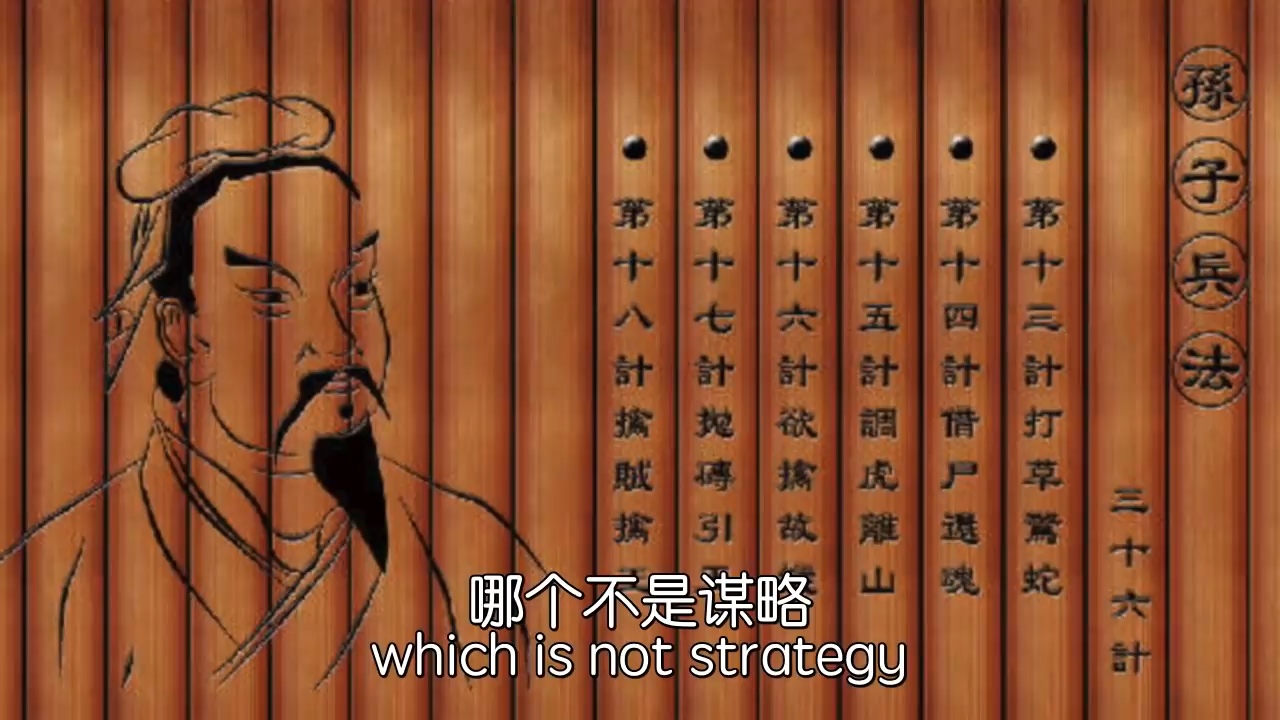 孫子兵法
三十六計
第十三計打草驚蛇
第十四計借尸還魂
第十五計調虎離山
第十六計欲擒故
第十七計拋磚引
第十八計擒賊擒
哪个不是谋略
which is not strategy